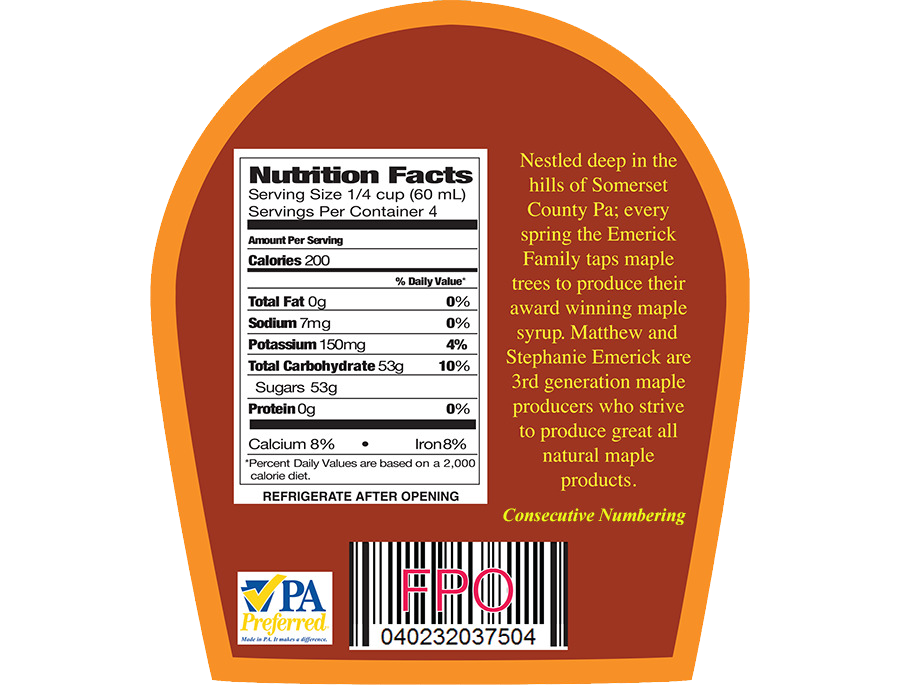 Nutrition Facts
Serving Size 1/4 cup (60 mL)
Servings Per Container 4
Amount Per Serving
Calories 200
% Daily Value*
Total Fat 0g 0%
Sodium 7mg 0%
Potassium 150mg 4%
Total Carbohydrate 53g 10%
Sugars 53g
Protein 0g 0%
Calcium 8% • Iron 8%
*Percent Daily Values are based on a 2,000
calorie diet.
REFRIGERATE AFTER OPENING
Nestled deep in the
hills of Somerset
County Pa; every
spring the Emerick
Family taps maple
trees to produce their
award winning maple
syrup. Matthew and
Stephanie Emerick are
3rd generation maple
producers who strive
to produce great all
natural maple
products.
Consecutive Numbering
PA
Preferred
Made in PA. It makes a difference.
FPO
040232037504